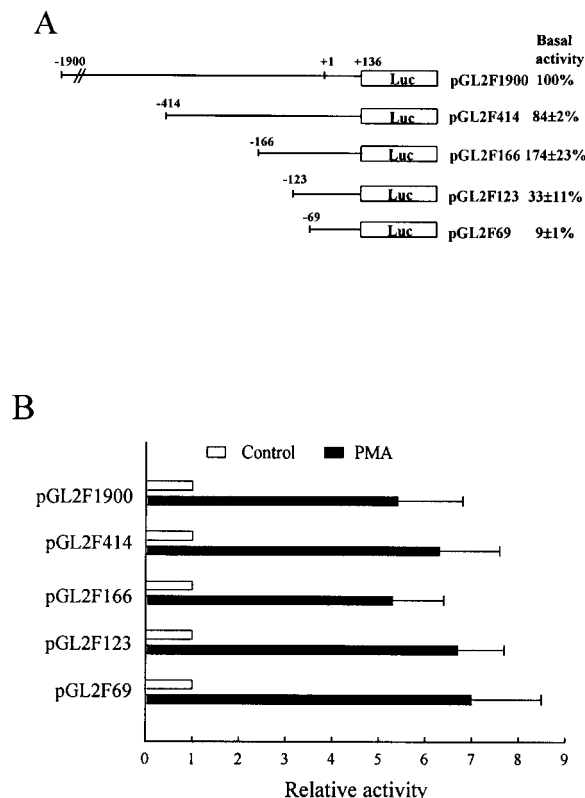 A
Basal
activity
-1900 +1 +136
Luc pGL2F1900 100%
-414
Luc pGL2F414 84±2%
-166
Luc pGL2F166 174±23%
-123
Luc pGL2F123 33±11%
-69
Luc pGL2F69 9±1%
B
Control PMA
pGL2F1900
pGL2F414
pGL2F166
pGL2F123
pGL2F69
0 1 2 3 4 5 6 7 8 9
Relative activity